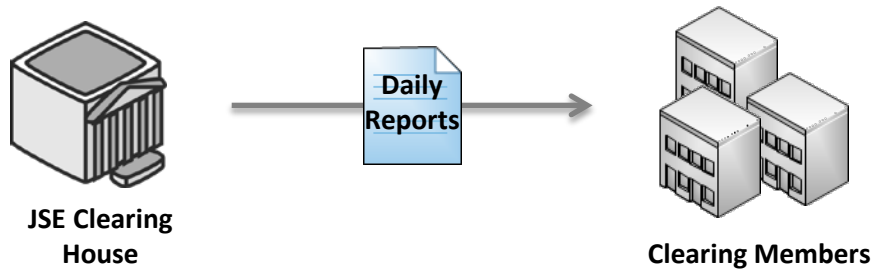 Daily
Reports
JSE Clearing
House
Clearing Members